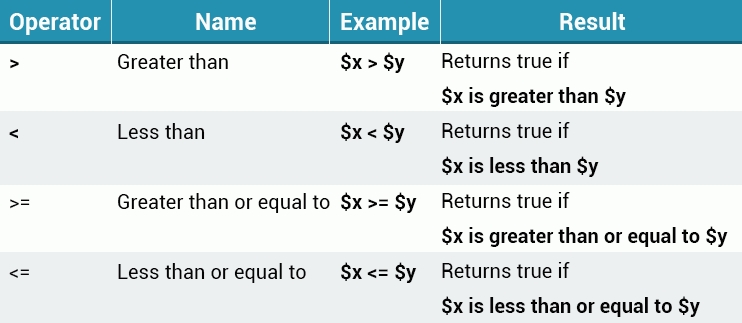 Operator Name Example Result
> Greater than $x > $y Returns true if
$x is greater than $y
< Less than $x < $y Returns true if
$x is less than $y
>= Greater than or equal to $x >= $y Returns true if
$x is greater than or equal to $y
<= Less than or equal to $x <= $y Returns true if
$x is less than or equal to $y